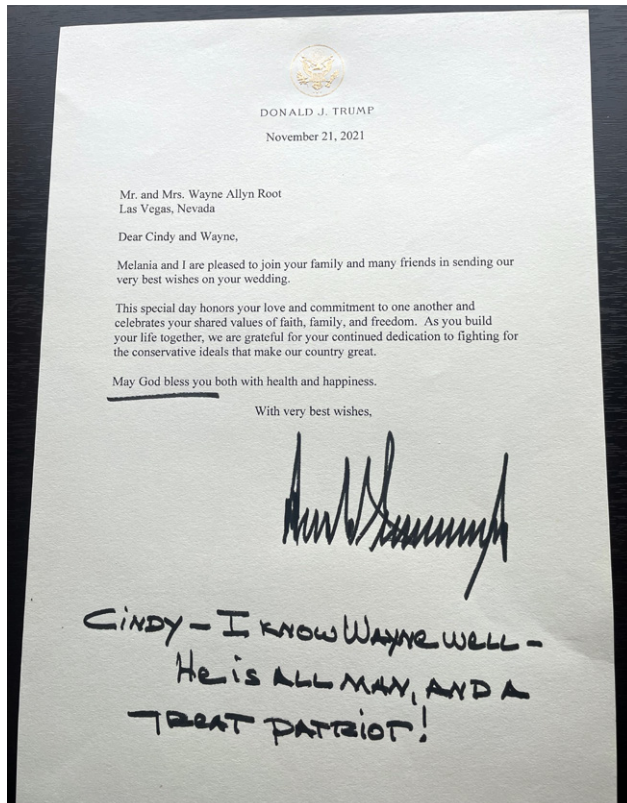 DONALD J. TRUMP
November 21, 2021
Mr. and Mrs. Wayne Allyn Root
Las Vegas, Nevada
Dear Cindy and Wayne,
Melania and I are pleased to join your family and many friends in sending our
very best wishes on your wedding.
This special day honors your love and commitment to one another and
celebrates your shared values of faith, family, and freedom. As you build
your life together, we are grateful for your continued dedication to fighting for
the conservative ideals that make our country great.
May God bless you both with health and happiness.
With very best wishes,
CINDY – I KNOW WAYNE WELL –
He is ALL MAN, AND A
PATRIOT!